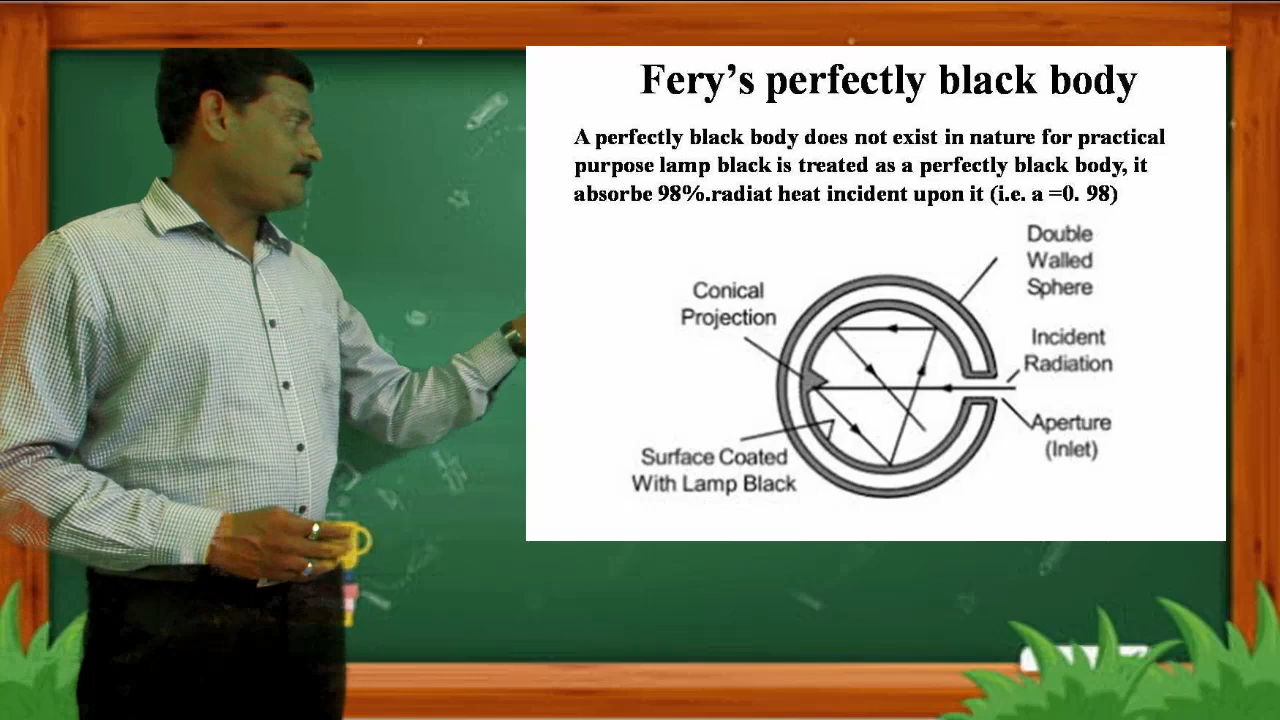 Fery's perfectly black body
A perfectly black body does not exist in nature for practical
purpose lamp black is treated as a perfectly black body, it
absorbe 98%.radiat heat incident upon it (i.e. a =0. 98)
Double
Walled
Sphere
Conical
Projection
Incident
Radiation
Aperture
(Inlet)
Surface Coated
With Lamp Black